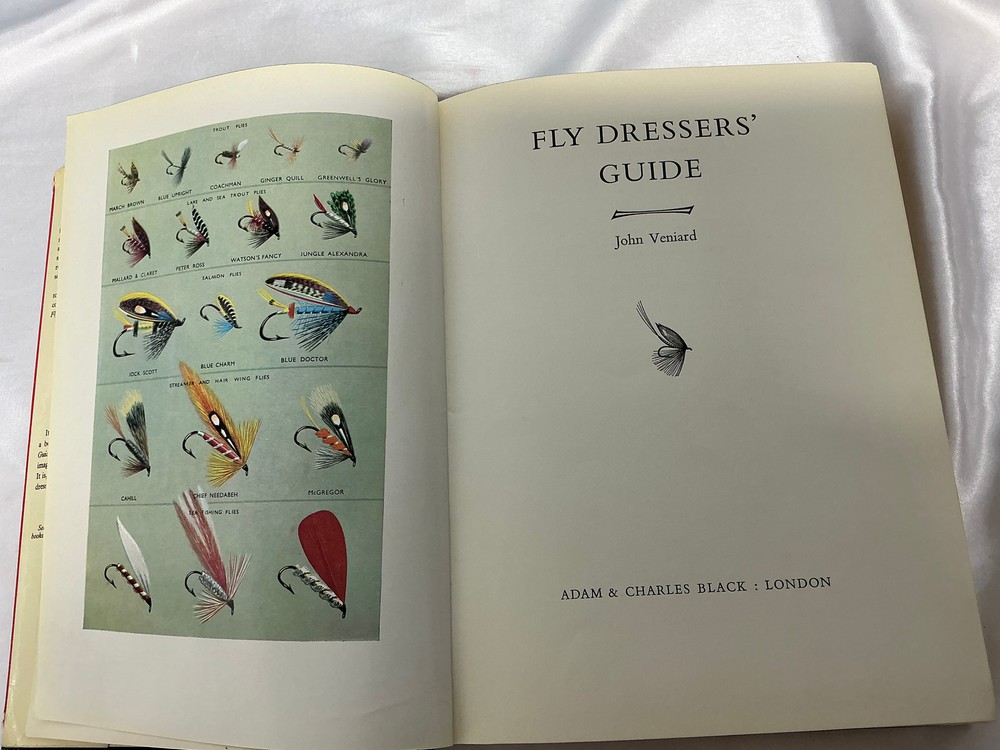 TROUT FLIES
MARCH BROWN
BLUE UPRIGHT
COACHMAN
GINGER QUILL
GREENWELL'S GLORY
LAKE AND SEA TROUT FLIES
MALLARD & CLARET
PETER ROSS
WATSON'S FANCY
JUNGLE ALEXANDRA
SALMON FLIES
JOCK SCOTT
BLUE CHARM
BLUE DOCTOR
STREAMER AND HAIR WING FLIES
CAHILL
CHIEF NEEDABEH
McGREGOR
SEA FISHING FLIES
FLY DRESSERS'
GUIDE
John Veniard
ADAM & CHARLES BLACK : LONDON